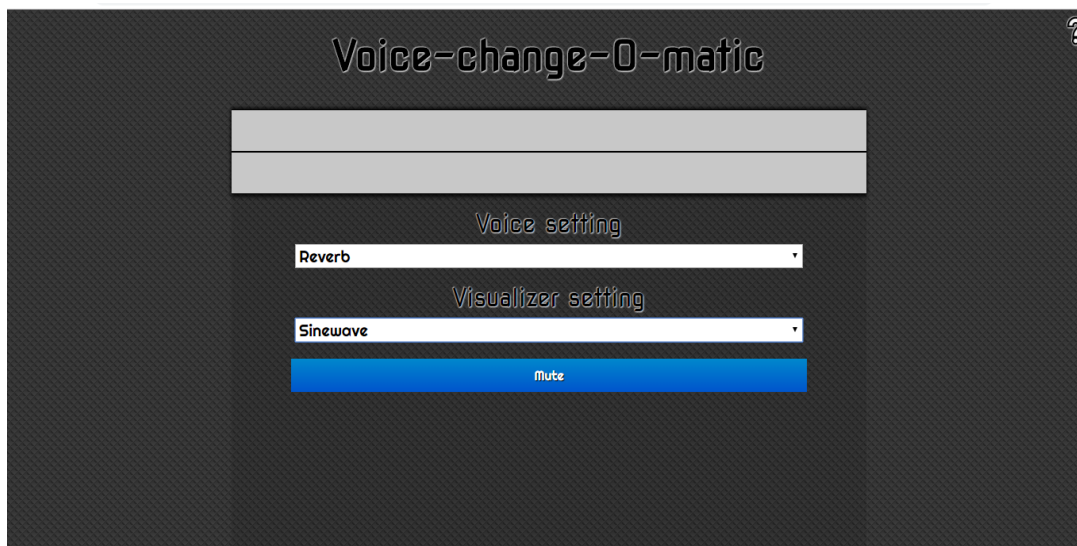 ?
Voice-change-O-matic
Voice setting
Reverb
Visualizer setting
Sinewave
Mute